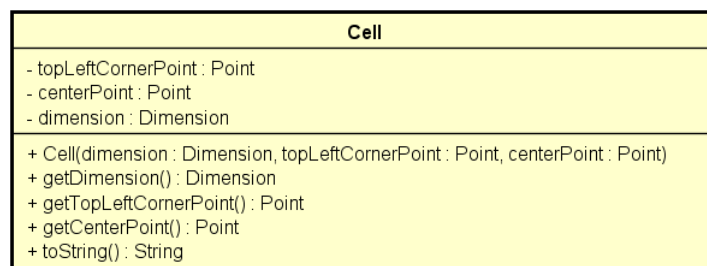 Cell
- topLeftCornerPoint : Point
- centerPoint : Point
- dimension : Dimension
+ Cell(dimension : Dimension, topLeftCornerPoint : Point, centerPoint : Point)
+ getDimension() : Dimension
+ getTopLeftCornerPoint() : Point
+ getCenterPoint() : Point
+ toString() : String